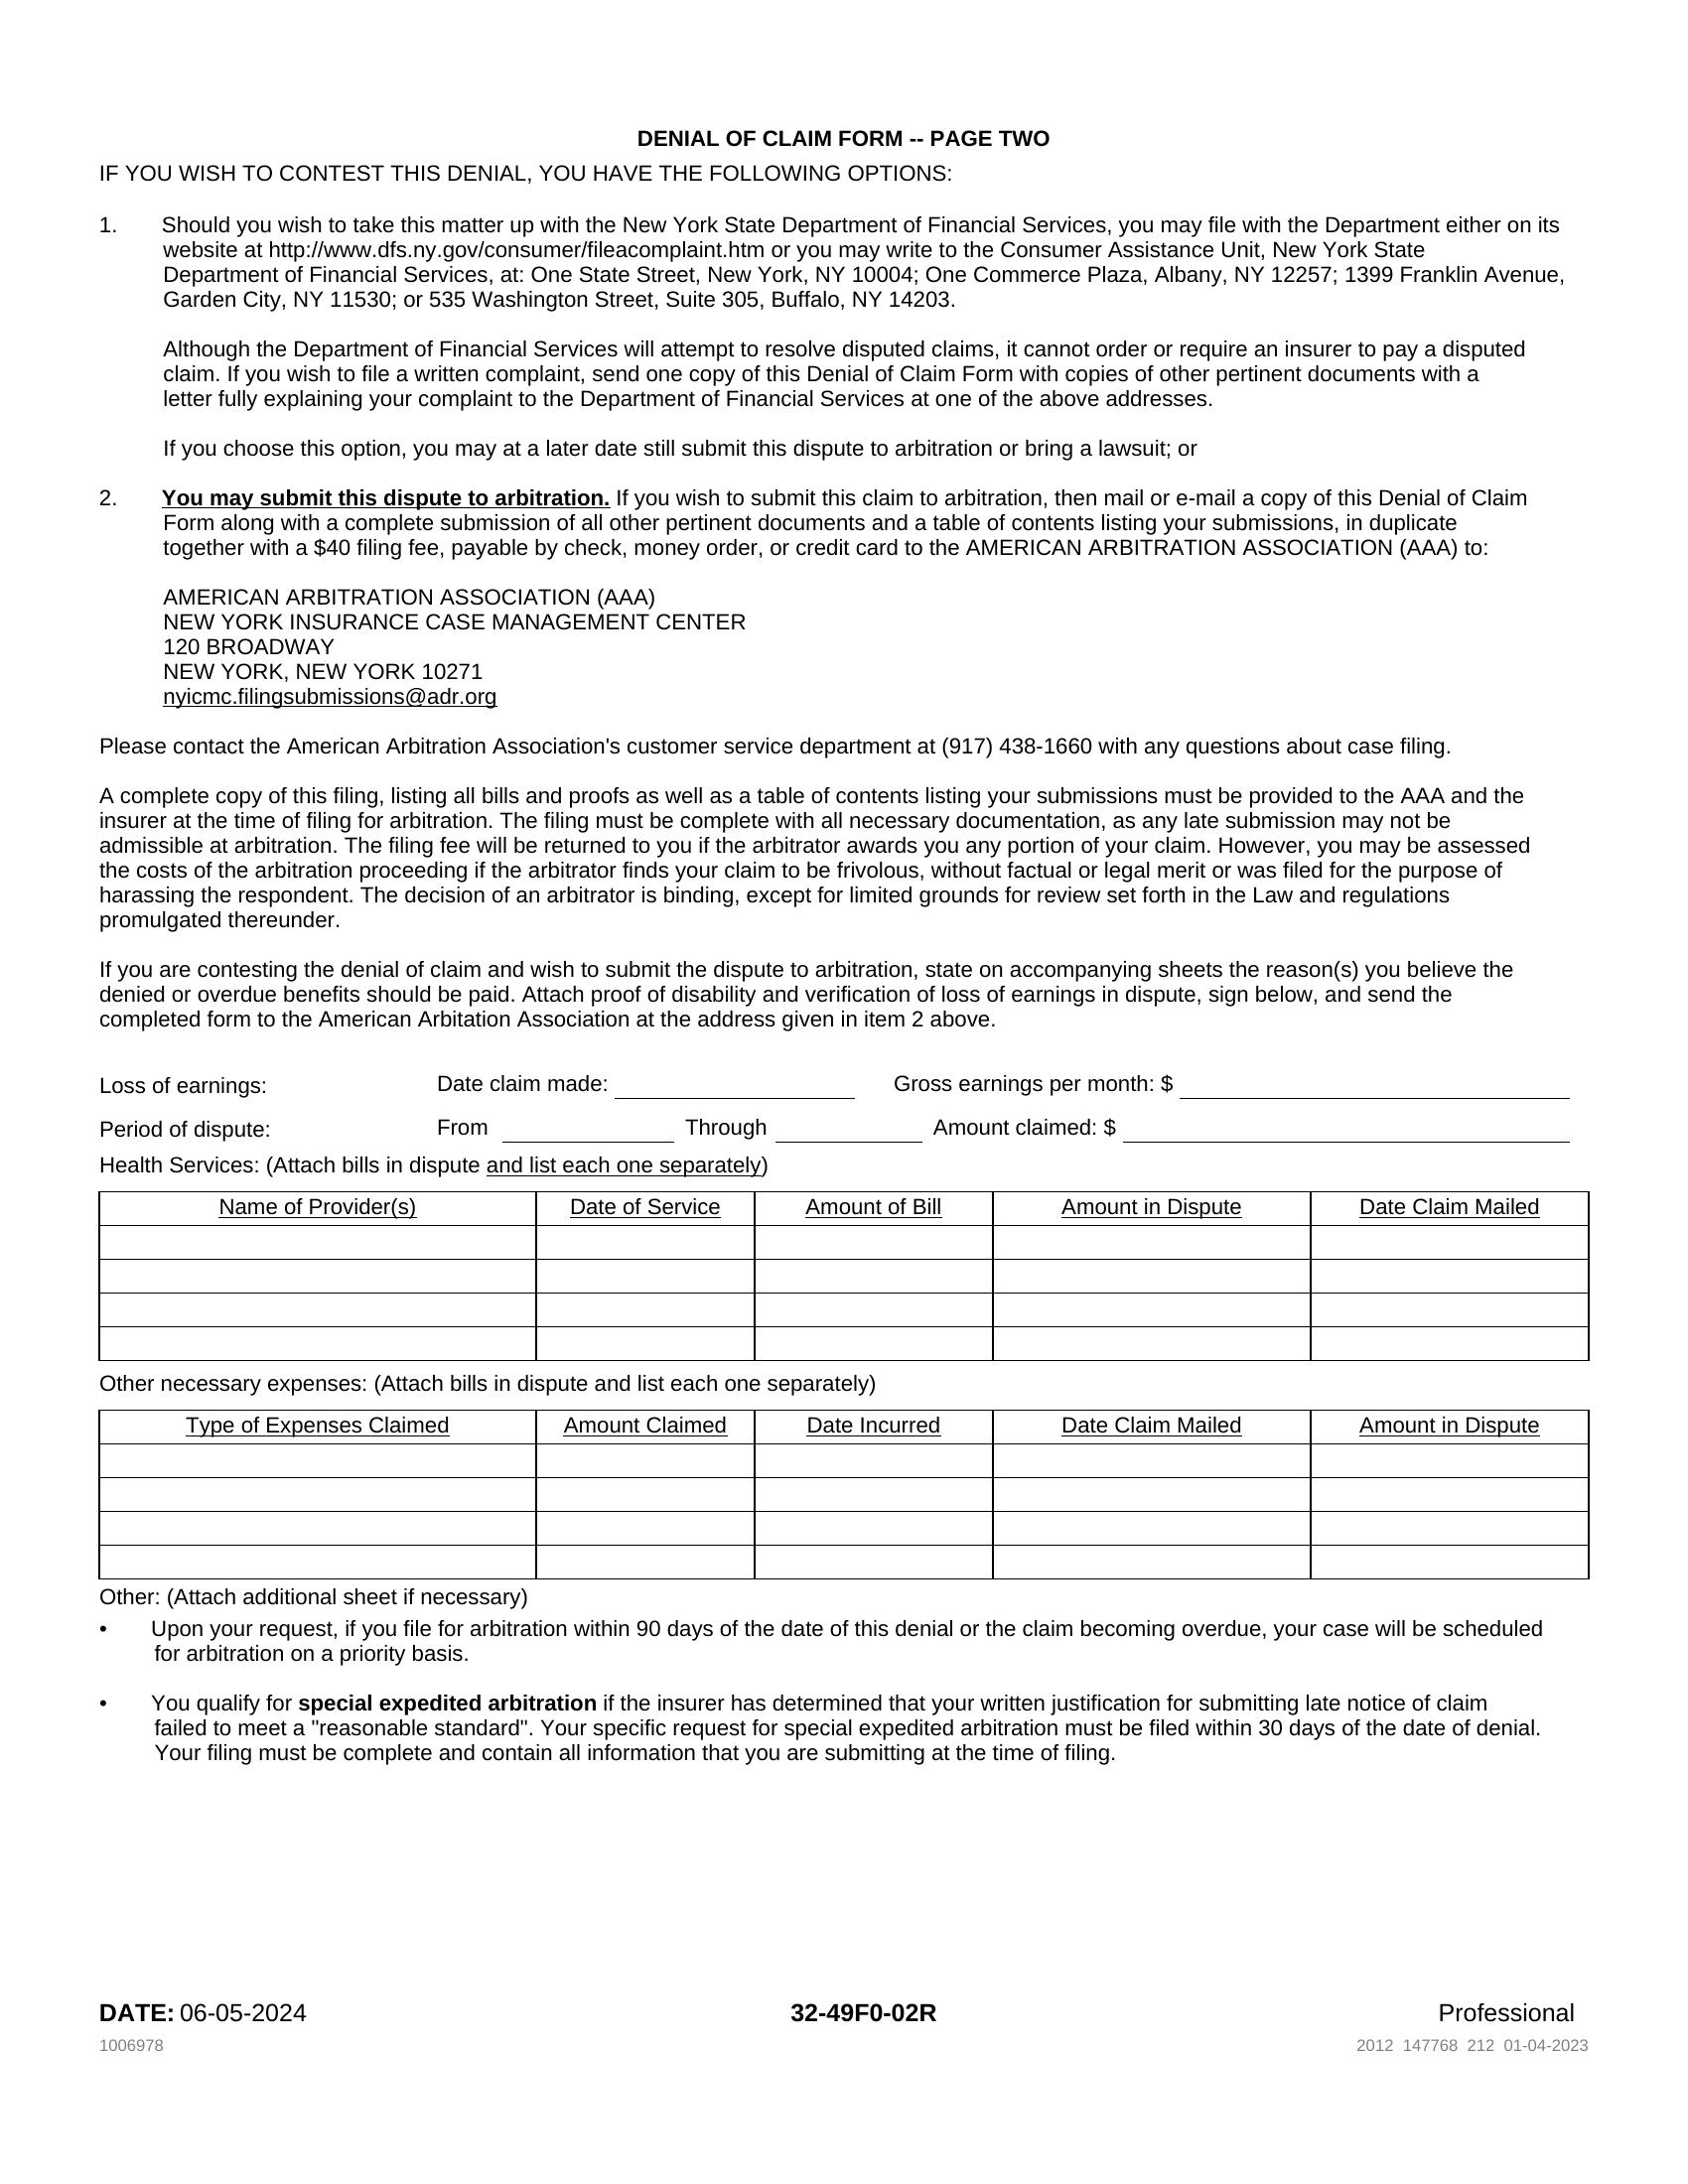 DENIAL OF CLAIM FORM -- PAGE TWO
IF YOU WISH TO CONTEST THIS DENIAL, YOU HAVE THE FOLLOWING OPTIONS:
1. Should you wish to take this matter up with the New York State Department of Financial Services, you may file with the Department either on its
website at http://www.dfs.ny.gov/consumer/fileacomplaint.htm or you may write to the Consumer Assistance Unit, New York State
Department of Financial Services, at: One State Street, New York, NY 10004; One Commerce Plaza, Albany, NY 12257; 1399 Franklin Avenue,
Garden City, NY 11530; or 535 Washington Street, Suite 305, Buffalo, NY 14203.
Although the Department of Financial Services will attempt to resolve disputed claims, it cannot order or require an insurer to pay a disputed
claim. If you wish to file a written complaint, send one copy of this Denial of Claim Form with copies of other pertinent documents with a
letter fully explaining your complaint to the Department of Financial Services at one of the above addresses.
If you choose this option, you may at a later date still submit this dispute to arbitration or bring a lawsuit; or
2. You may submit this dispute to arbitration. If you wish to submit this claim to arbitration, then mail or e-mail a copy of this Denial of Claim
Form along with a complete submission of all other pertinent documents and a table of contents listing your submissions, in duplicate
together with a $40 filing fee, payable by check, money order, or credit card to the AMERICAN ARBITRATION ASSOCIATION (AAA) to:
AMERICAN ARBITRATION ASSOCIATION (AAA)
NEW YORK INSURANCE CASE MANAGEMENT CENTER
120 BROADWAY
NEW YORK, NEW YORK 10271
nyicmc.filingsubmissions@adr.org
Please contact the American Arbitration Association's customer service department at (917) 438-1660 with any questions about case filing.
A complete copy of this filing, listing all bills and proofs as well as a table of contents listing your submissions must be provided to the AAA and the
insurer at the time of filing for arbitration. The filing must be complete with all necessary documentation, as any late submission may not be
admissible at arbitration. The filing fee will be returned to you if the arbitrator awards you any portion of your claim. However, you may be assessed
the costs of the arbitration proceeding if the arbitrator finds your claim to be frivolous, without factual or legal merit or was filed for the purpose of
harassing the respondent. The decision of an arbitrator is binding, except for limited grounds for review set forth in the Law and regulations
promulgated thereunder.
If you are contesting the denial of claim and wish to submit the dispute to arbitration, state on accompanying sheets the reason(s) you believe the
denied or overdue benefits should be paid. Attach proof of disability and verification of loss of earnings in dispute, sign below, and send the
completed form to the American Arbitation Association at the address given in item 2 above.
Loss of earnings: Date claim made: Gross earnings per month: $
Period of dispute: From Through Amount claimed: $
Health Services: (Attach bills in dispute and list each one separately)
Name of Provider(s) Date of Service Amount of Bill Amount in Dispute Date Claim Mailed
Other necessary expenses: (Attach bills in dispute and list each one separately)
Type of Expenses Claimed Amount Claimed Date Incurred Date Claim Mailed Amount in Dispute
Other: (Attach additional sheet if necessary)
• Upon your request, if you file for arbitration within 90 days of the date of this denial or the claim becoming overdue, your case will be scheduled
for arbitration on a priority basis.
• You qualify for special expedited arbitration if the insurer has determined that your written justification for submitting late notice of claim
failed to meet a "reasonable standard". Your specific request for special expedited arbitration must be filed within 30 days of the date of denial.
Your filing must be complete and contain all information that you are submitting at the time of filing.
DATE: 06-05-2024 32-49F0-02R Professional
1006978 2012 147768 212 01-04-2023